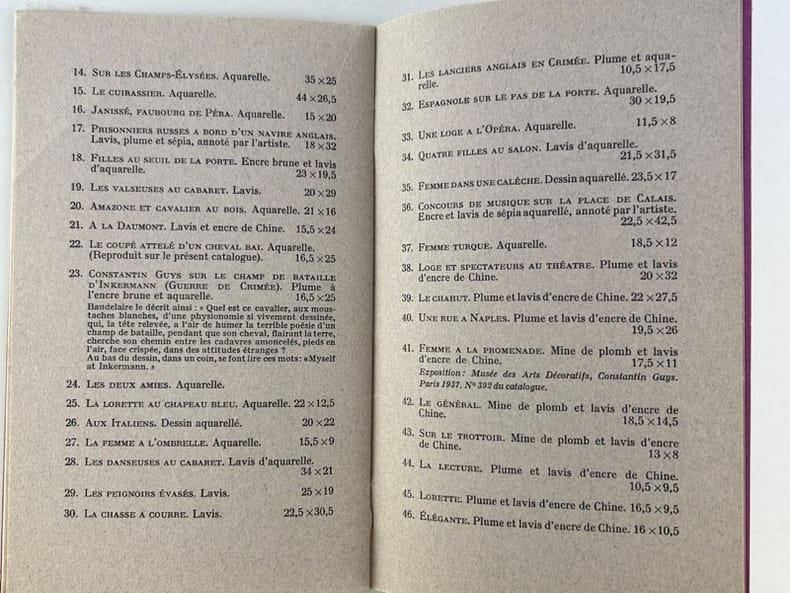 14. Sur les Champs-Élysées. Aquarelle. 35 × 25
15. Le cuirassier. Aquarelle. 44 × 26,5
16. Janissé, faubourg de Péra. Aquarelle. 15 × 20
17. Prisonniers russes a bord d'un navire anglais.
Lavis, plume et sépia, annoté par l'artiste. 18 × 32
18. Filles au seuil de la porte. Encre brune et lavis
d'aquarelle. 23 × 19,5
19. Les valseuses au cabaret. Lavis. 20 × 29
20. Amazone et cavalier au bois. Aquarelle. 21 × 16
21. A la Daumont. Lavis et encre de Chine. 15,5 × 24
22. Le coupé attelé d'un cheval bai. Aquarelle.
(Reproduit sur le présent catalogue). 16,5 × 25
23. Constantin Guys sur le champ de bataille
d'Inkermann (Guerre de Crimée). Plume à
l'encre brune et aquarelle. 16,5 × 25
Baudelaire le décrit ainsi : « Quel est ce cavalier, aux mous-
taches blanches, d'une physionomie si vivement dessinée,
qui, la tête relevée, a l'air de humer la terrible poésie d'un
champ de bataille, pendant que son cheval, flairant la terre,
cherche son chemin entre les cadavres amoncelés, pieds en
l'air, face crispée, dans des attitudes étranges ?
Au bas du dessin, dans un coin, se font lire ces mots: «Myself
at Inkermann. »
24. Les deux amies. Aquarelle.
25. La lorette au chapeau bleu. Aquarelle. 22 × 12,5
26. Aux Italiens. Dessin aquarellé. 20 × 22
27. La femme a l'ombrelle. Aquarelle. 15,5 × 9
28. Les danseuses au cabaret. Lavis d'aquarelle.
34 × 21
29. Les peignoirs évasés. Lavis. 25 × 19
30. La chasse a courre. Lavis. 22,5 × 30,5
31. Les lanciers anglais en Crimée. Plume et aqua-
relle. 10,5 × 17,5
32. Espagnole sur le pas de la porte. Aquarelle.
30 × 19,5
33. Une loge a l'Opéra. Aquarelle. 11,5 × 8
34. Quatre filles au salon. Lavis d'aquarelle.
21,5 × 31,5
35. Femme dans une calèche. Dessin aquarellé. 23,5 × 17
36. Concours de musique sur la place de Calais.
Encre et lavis de sépia aquarellé, annoté par l'artiste.
22,5 × 42,5
37. Femme turque. Aquarelle. 18,5 × 12
38. Loge et spectateurs au théatre. Plume et lavis
d'encre de Chine. 20 × 32
39. Le chahut. Plume et lavis d'encre de Chine. 22 × 27,5
40. Une rue a Naples. Plume et lavis d'encre de Chine.
19,5 × 26
41. Femme a la promenade. Mine de plomb et lavis
d'encre de Chine. 17,5 × 11
Exposition : Musée des Arts Décoratifs, Constantin Guys.
Paris 1937. N° 392 du catalogue.
42. Le général. Mine de plomb et lavis d'encre de
Chine. 18,5 × 14,5
43. Sur le trottoir. Mine de plomb et lavis d'encre
de Chine. 13 × 8
44. La lecture. Plume et lavis d'encre de Chine.
10,5 × 9,5
45. Lorette. Plume et lavis d'encre de Chine. 16,5 × 9,5
46. Élégante. Plume et lavis d'encre de Chine. 16 × 10,5